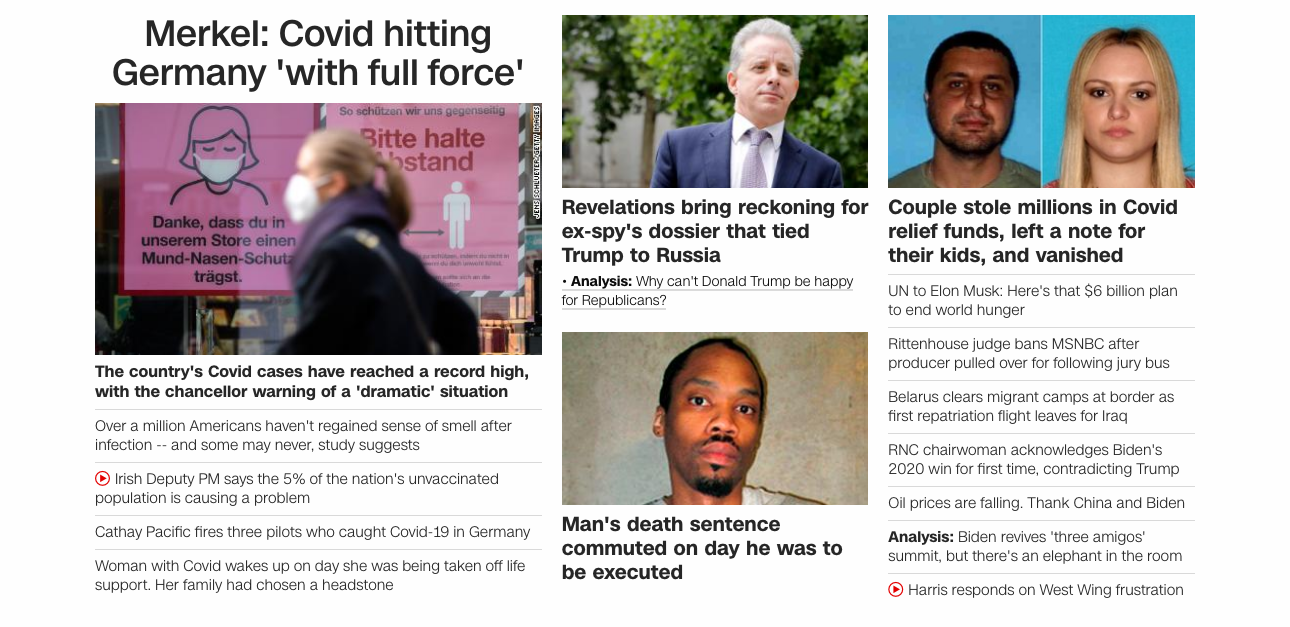 Merkel: Covid hitting
Germany 'with full force'
So schützen wir uns gegenseitig
Bitte halte
bstand
Danke, dass du in
unserem Store einen
Mund-Nasen-Schutz
trägst.
JENS SCHLUETER/GETTY IMAGES
The country's Covid cases have reached a record high,
with the chancellor warning of a 'dramatic' situation
Over a million Americans haven't regained sense of smell after
infection -- and some may never, study suggests
Irish Deputy PM says the 5% of the nation's unvaccinated
population is causing a problem
Cathay Pacific fires three pilots who caught Covid-19 in Germany
Woman with Covid wakes up on day she was being taken off life
support. Her family had chosen a headstone
Revelations bring reckoning for
ex-spy's dossier that tied
Trump to Russia
• Analysis: Why can't Donald Trump be happy
for Republicans?
Man's death sentence
commuted on day he was to
be executed
Couple stole millions in Covid
relief funds, left a note for
their kids, and vanished
UN to Elon Musk: Here's that $6 billion plan
to end world hunger
Rittenhouse judge bans MSNBC after
producer pulled over for following jury bus
Belarus clears migrant camps at border as
first repatriation flight leaves for Iraq
RNC chairwoman acknowledges Biden's
2020 win for first time, contradicting Trump
Oil prices are falling. Thank China and Biden
Analysis: Biden revives 'three amigos'
summit, but there's an elephant in the room
Harris responds on West Wing frustration